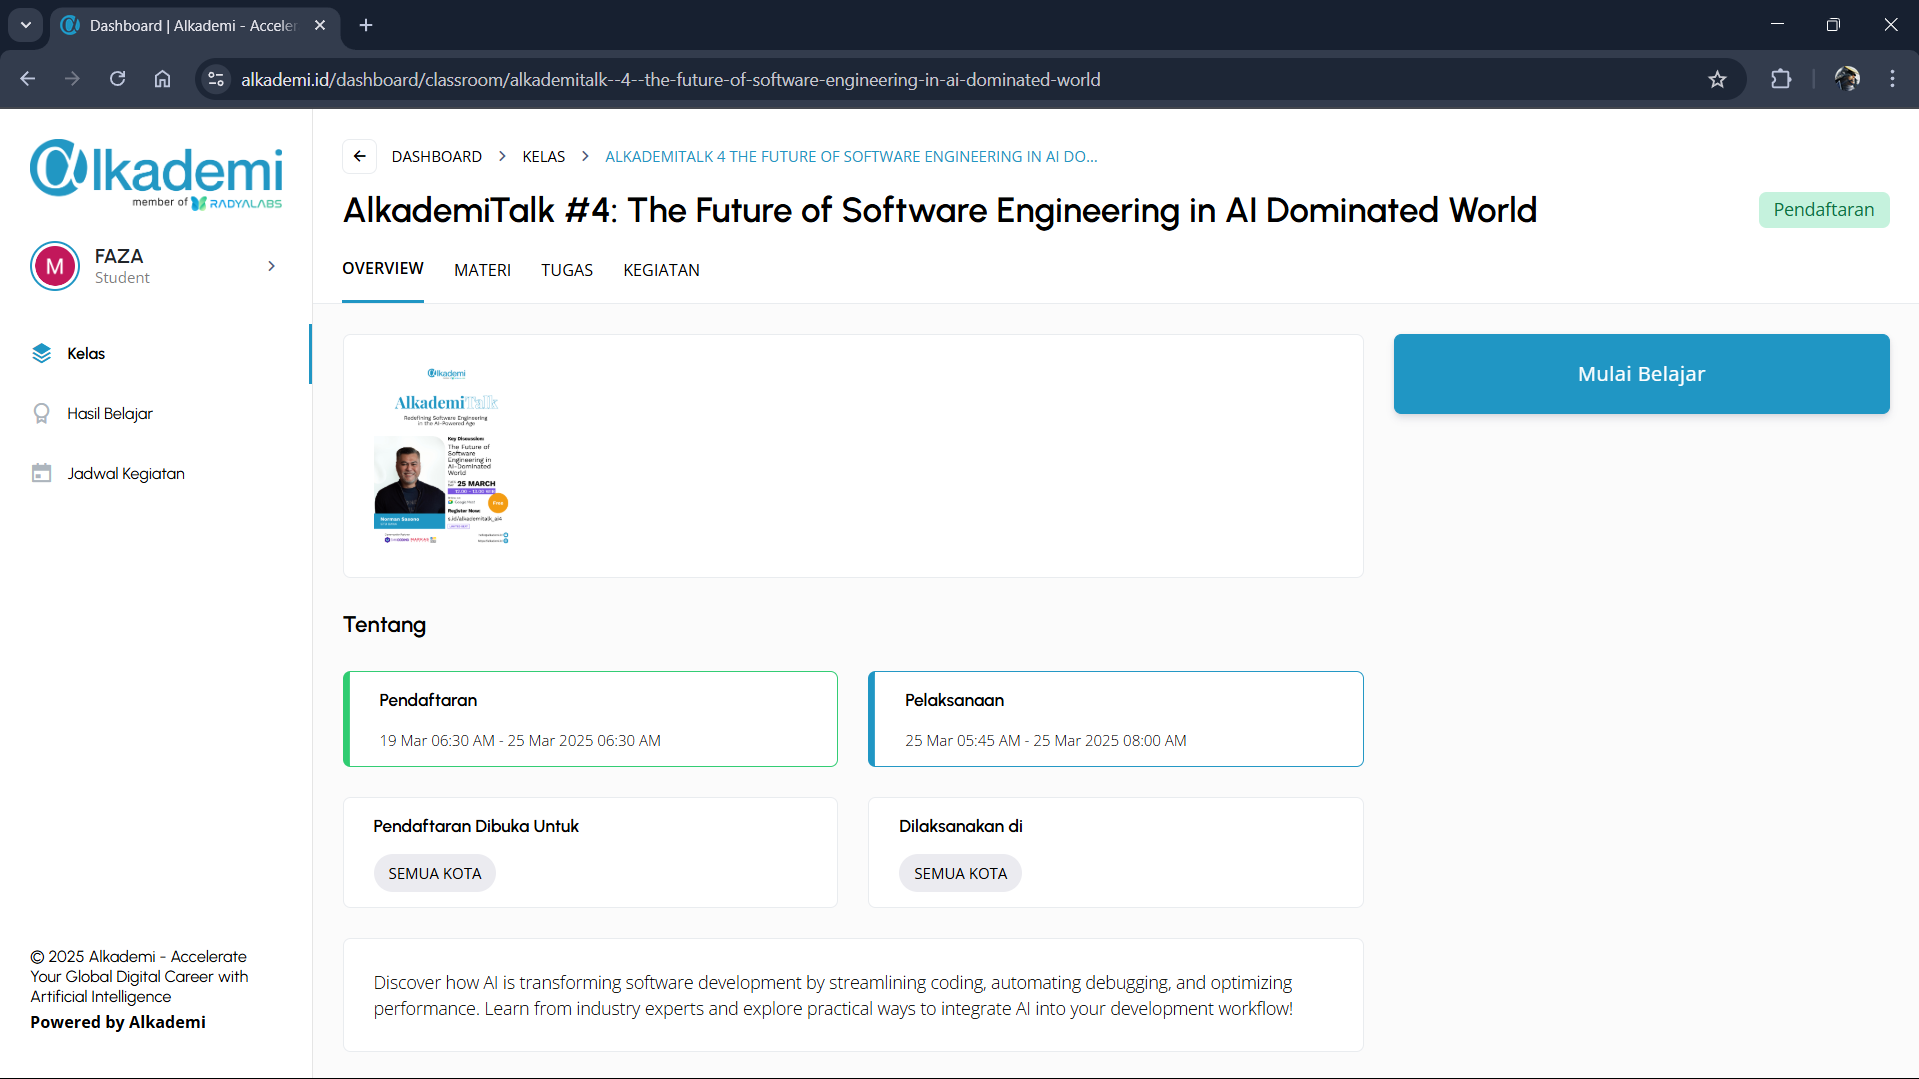 Dashboard | Alkademi - Acceler
alkademi.id/dashboard/classroom/alkademitalk--4--the-future-of-software-engineering-in-ai-dominated-world
Alkademi
member of RADYALABS
M
FAZA
Student
Kelas
Hasil Belajar
Jadwal Kegiatan
© 2025 Alkademi - Accelerate
Your Global Digital Career with
Artificial Intelligence
Powered by Alkademi
DASHBOARD > KELAS > ALKADEMITALK 4 THE FUTURE OF SOFTWARE ENGINEERING IN AI DO...
AlkademiTalk #4: The Future of Software Engineering in AI Dominated World
Pendaftaran
OVERVIEW MATERI TUGAS KEGIATAN
Alkademi
AlkademiTalk
Redefining Software Engineering
in the AI-Powered Age
Key Discussion:
The Future of
Software
Engineering in
AI-Dominated
World
25 MARCH
Google Meet
Free
Register Now:
s.id/alkademitalk_ai4
Norman Sasono
Mulai Belajar
Tentang
Pendaftaran
19 Mar 06:30 AM - 25 Mar 2025 06:30 AM
Pelaksanaan
25 Mar 05:45 AM - 25 Mar 2025 08:00 AM
Pendaftaran Dibuka Untuk
SEMUA KOTA
Dilaksanakan di
SEMUA KOTA
Discover how AI is transforming software development by streamlining coding, automating debugging, and optimizing
performance. Learn from industry experts and explore practical ways to integrate AI into your development workflow!